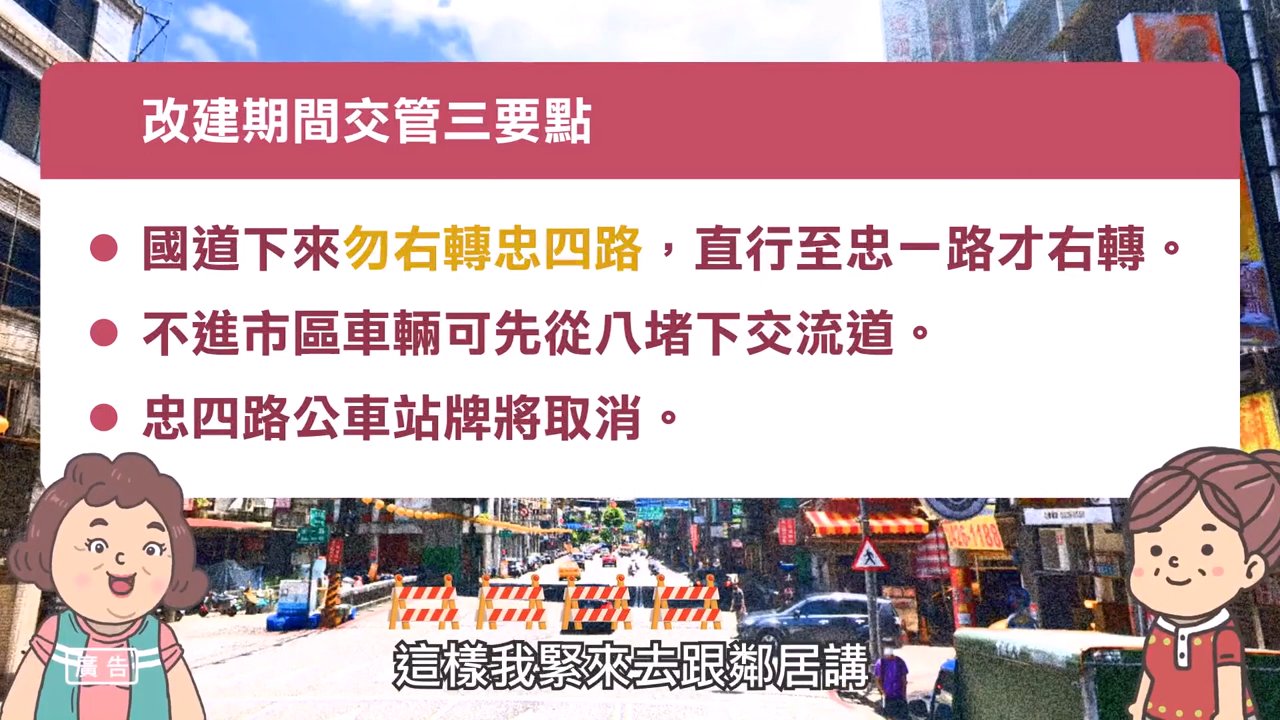 改建期間交管三要點
國道下來勿右轉忠四路，直行至忠一路才右轉。
不進市區車輛可先從八堵下交流道。
忠四路公車站牌將取消。
廣告
這樣我緊來去跟鄰居講